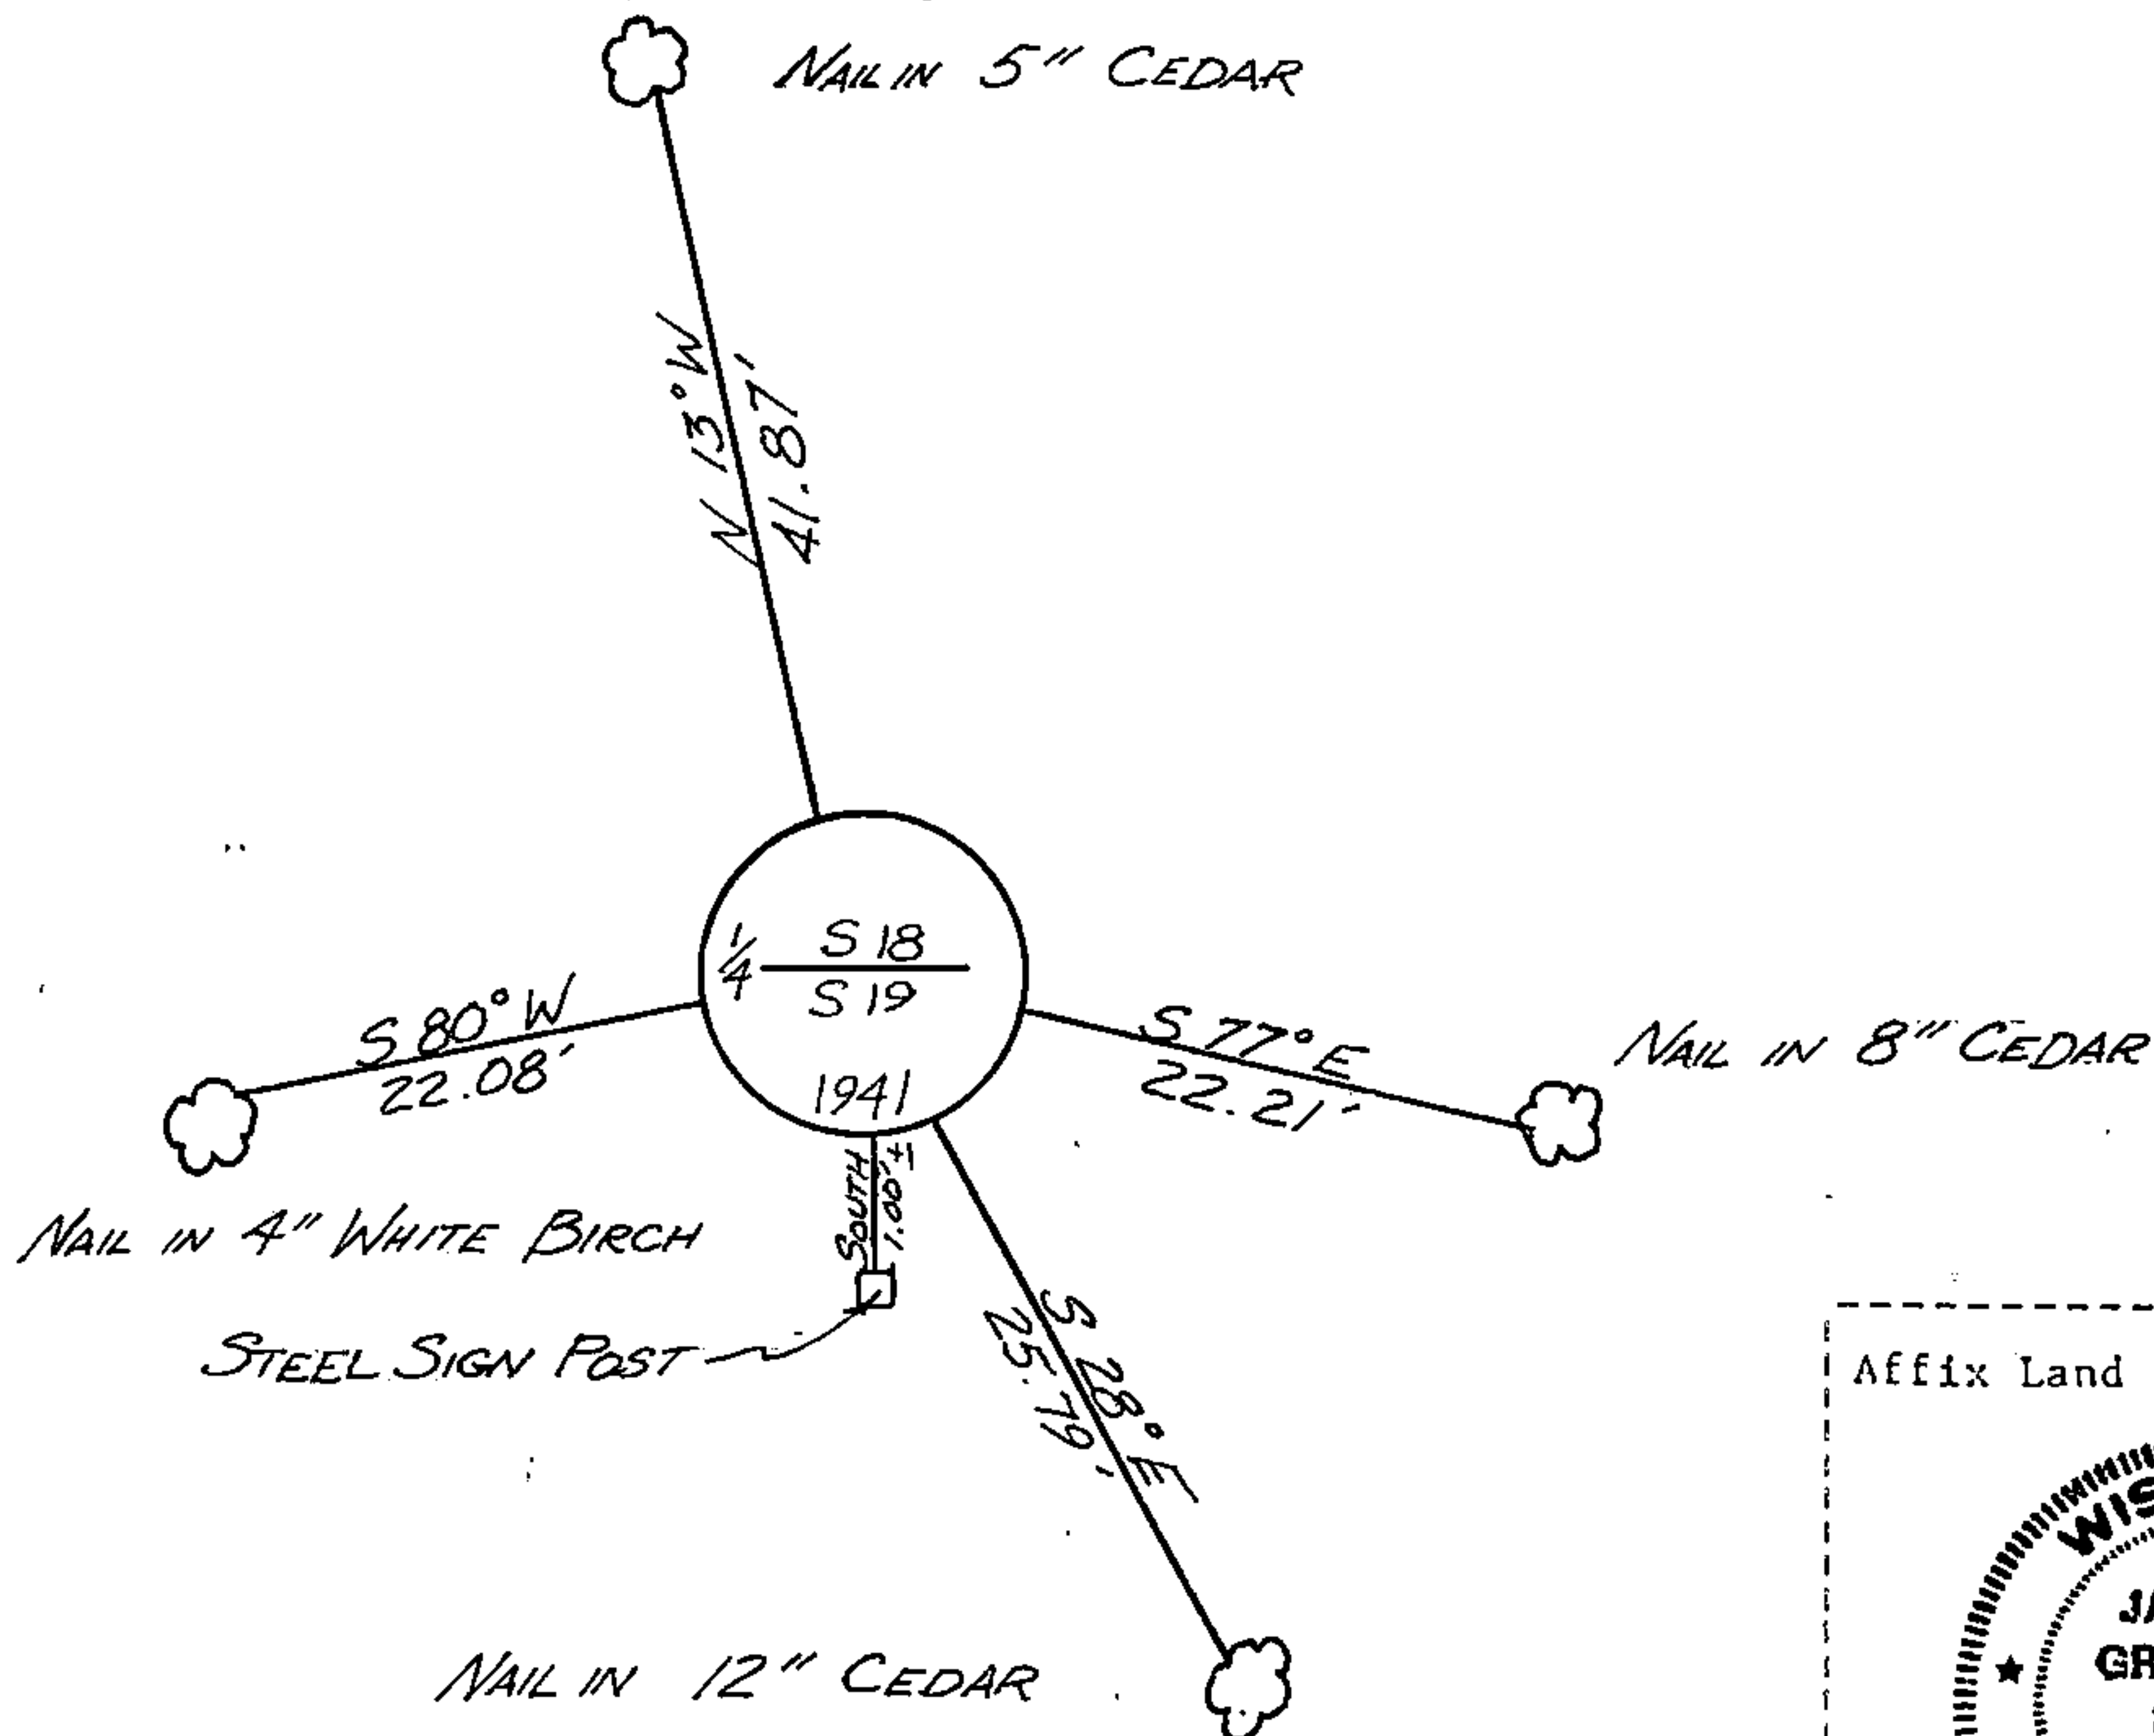 NAIL IN 5" CEDAR
N 13° W
41.87'
1/4 S 18
S 19
1941
S 80° W
22.08'
S 77° E
22.21'
NAIL IN 8" CEDAR
NAIL IN 4" WHITE BIRCH
SOUTH
STEEL SIGN POST
S 28° E
25.79'
NAIL IN 12" CEDAR
Affix Land
WIS
GR